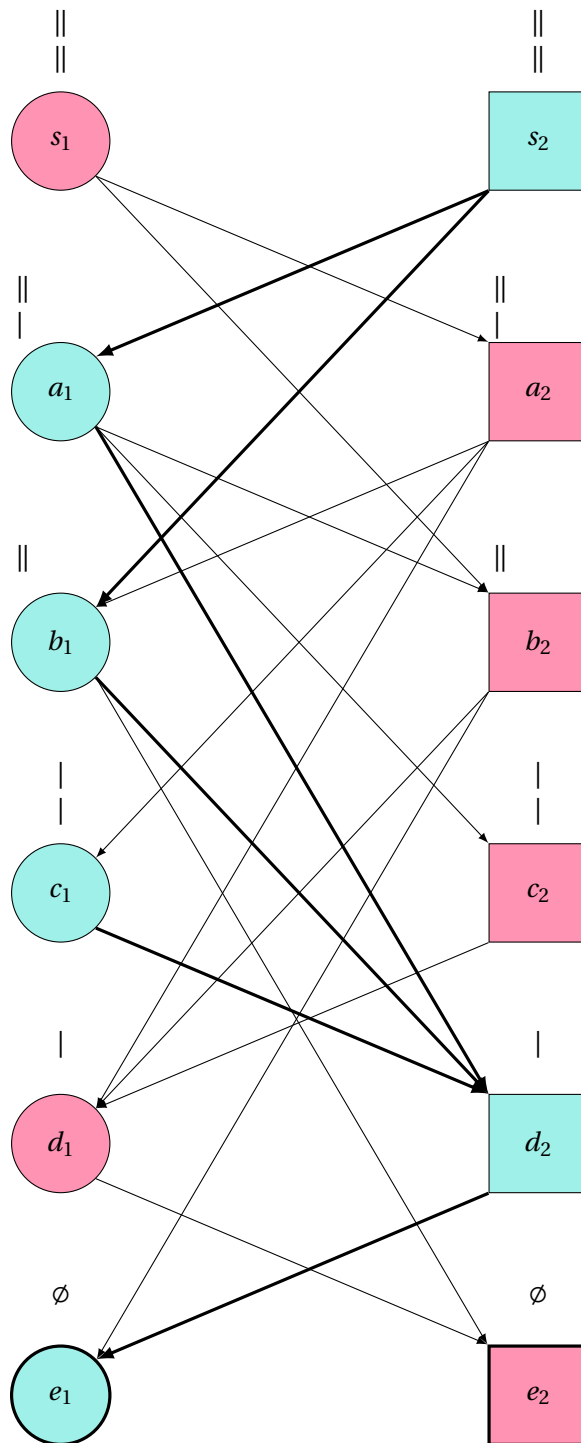 || ||
|| ||
s₁ s₂
|| ||
| |
a₁ a₂
|| ||
b₁ b₂
| |
| |
c₁ c₂
| |
d₁ d₂
∅ ∅
e₁ e₂